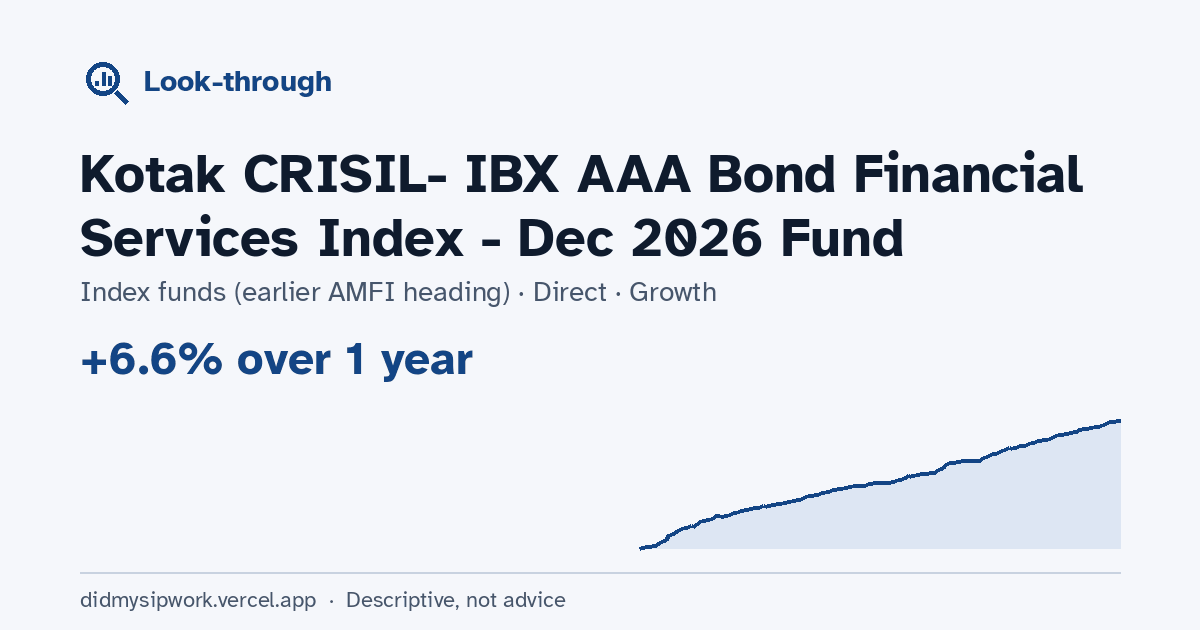 Look-through
Kotak CRISIL- IBX AAA Bond Financial
Services Index - Dec 2026 Fund
Index funds (earlier AMFI heading) · Direct · Growth
+6.6% over 1 year
didmysipwork.vercel.app · Descriptive, not advice